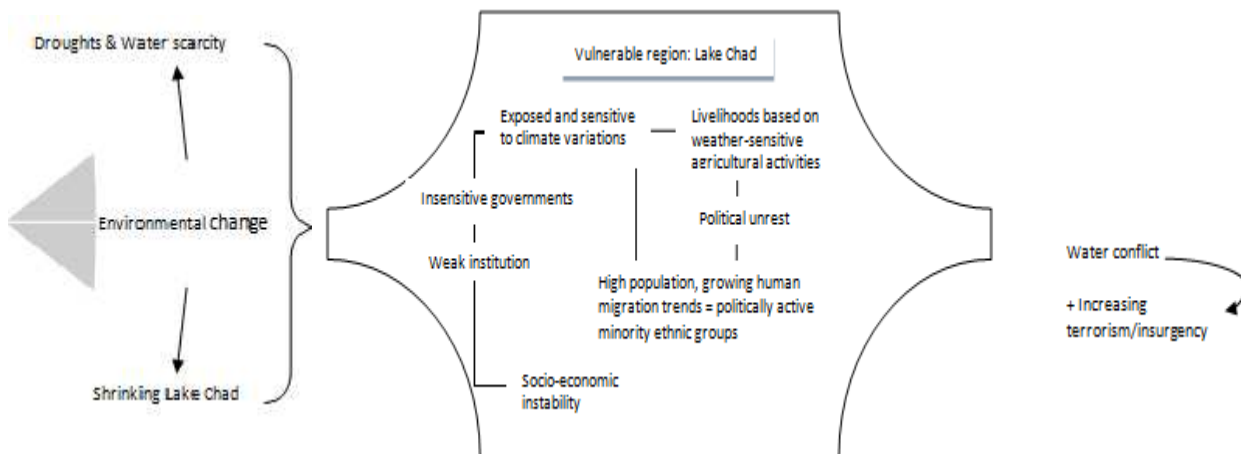 Droughts & Water scarcity
Environmental change
Shrinking Lake Chad
Vulnerable region: Lake Chad
Exposed and sensitive
to climate variations
Livelihoods based on
weather-sensitive
agricultural activities
Insensitive governments
Political unrest
Weak institution
High population, growing human
migration trends = politically active
minority ethnic groups
Socio-economic
instability
Water conflict
+ Increasing
terrorism/insurgency